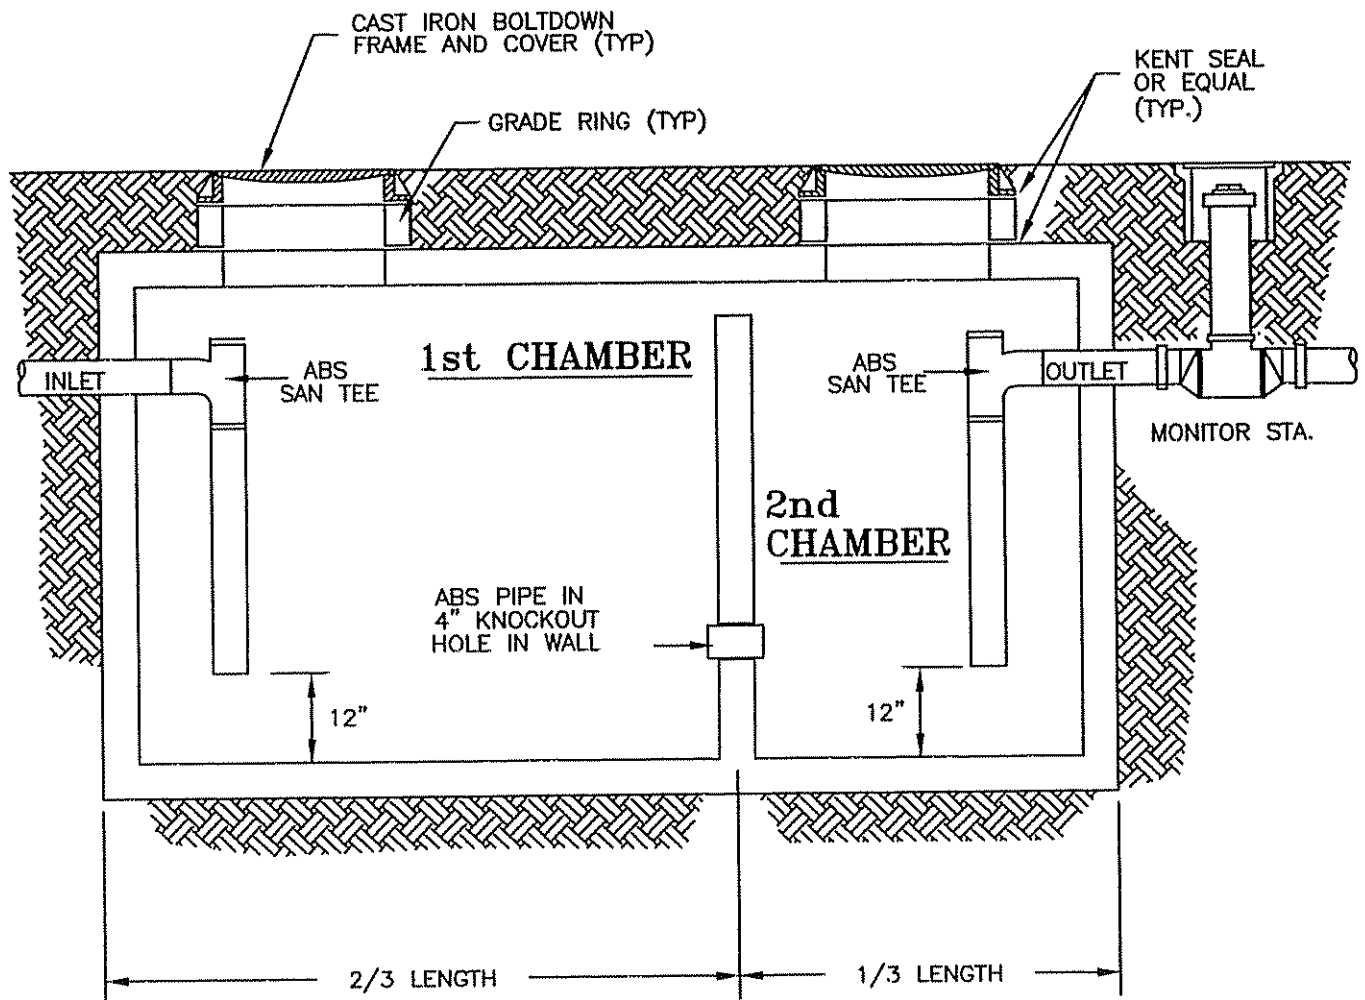 CAST IRON BOLTDOWN
FRAME AND COVER (TYP)
KENT SEAL
OR EQUAL
(TYP.)
GRADE RING (TYP)
1st CHAMBER
INLET
ABS
SAN TEE
ABS
SAN TEE
OUTLET
MONITOR STA.
2nd
CHAMBER
ABS PIPE IN
4" KNOCKOUT
HOLE IN WALL
12"
12"
2/3 LENGTH
1/3 LENGTH